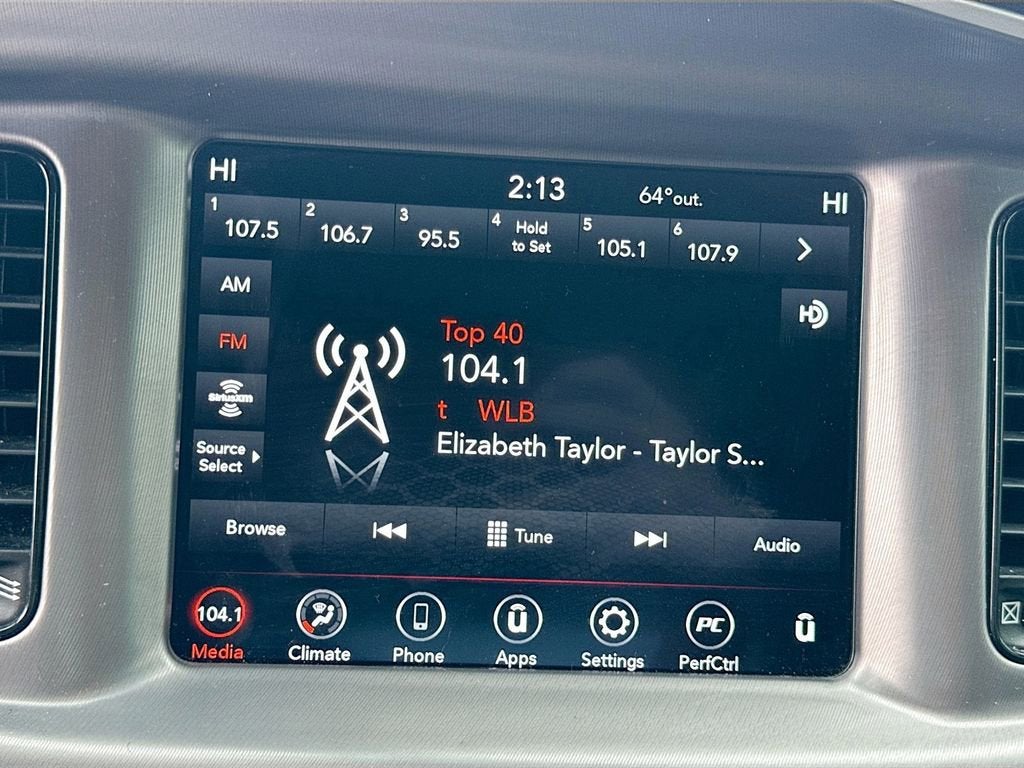 HI 2:13 64° out. HI
1 107.5 2 106.7 3 95.5 4 Hold to Set 5 105.1 6 107.9
AM
HD
FM
Top 40
104.1
SiriusXM
t WLB
Elizabeth Taylor - Taylor S...
Source
Select
Browse Tune Audio
104.1 u PC u
Media Climate Phone Apps Settings PerfCtrl